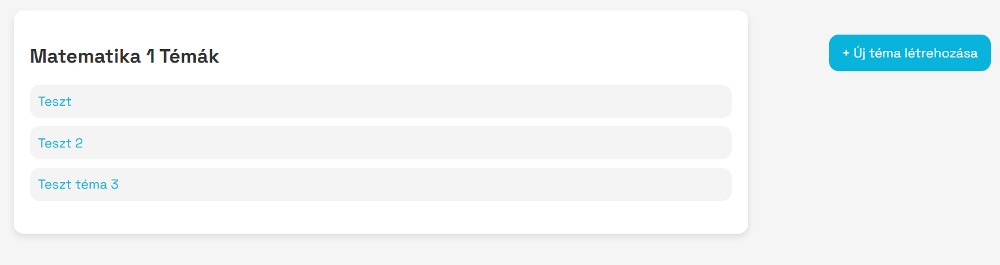 Matematika 1 Témák
+ Új téma létrehozása
Teszt
Teszt 2
Teszt téma 3